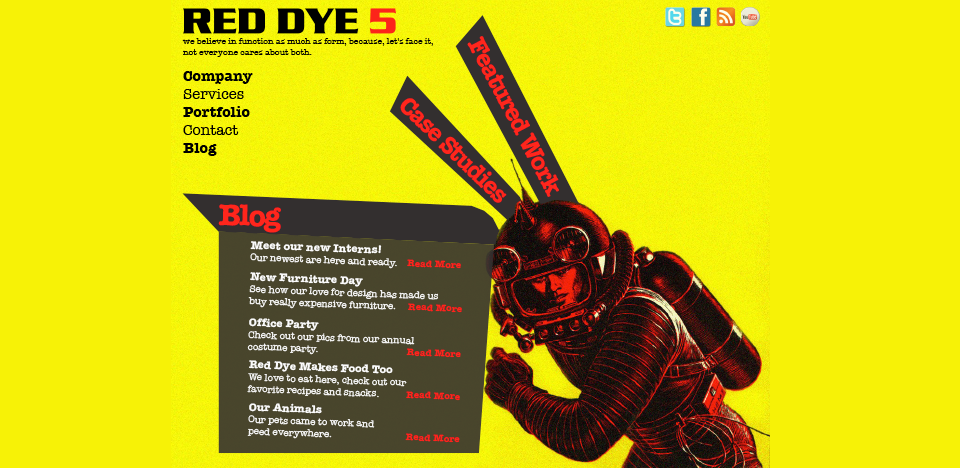 RED DYE 5
we believe in function as much as form, because, let's face it,
not everyone cares about both.
Company
Services
Portfolio
Contact
Blog
Featured Work
Case Studies
Blog
Meet our new Interns!
Our newest are here and ready. Read More
New Furniture Day
See how our love for design has made us
buy really expensive furniture. Read More
Office Party
Check out our pics from our annual
costume party. Read More
Red Dye Makes Food Too
We love to eat here, check out our
favorite recipes and snacks. Read More
Our Animals
Our pets came to work and
peed everywhere. Read More
You Tube